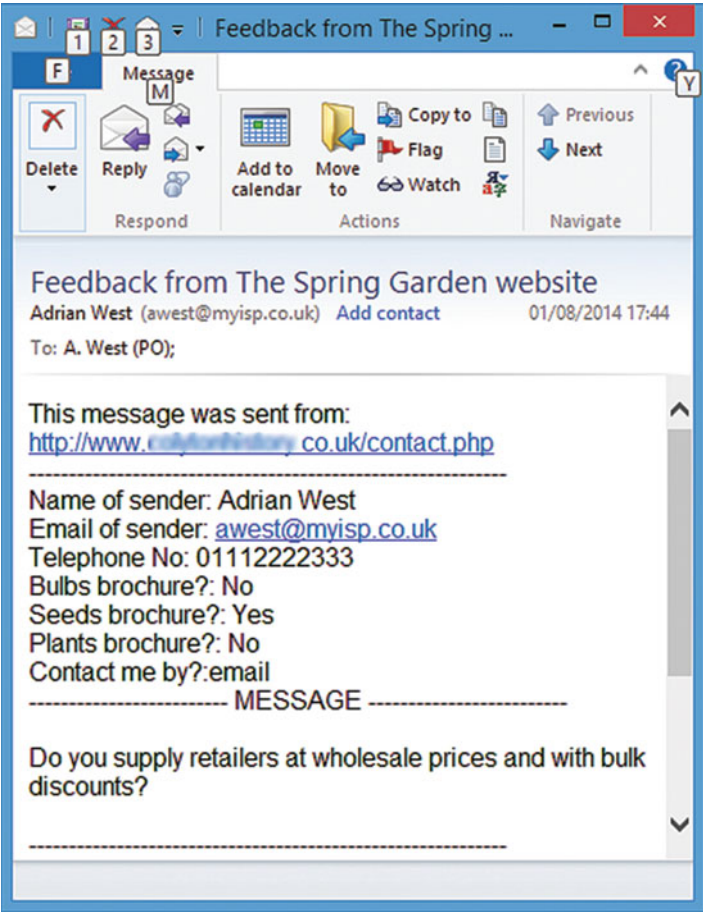 1 2 3 Feedback from The Spring ...
F Message Y
M
Delete Reply Add to calendar Move to Copy to Flag Watch Previous Next
Respond Actions Navigate
Feedback from The Spring Garden website
Adrian West (awest@myisp.co.uk) Add contact 01/08/2014 17:44
To: A. West (PO);
This message was sent from:
http://www. co.uk/contact.php
------------------------------------------------------------
Name of sender: Adrian West
Email of sender: awest@myisp.co.uk
Telephone No: 01112222333
Bulbs brochure?: No
Seeds brochure?: Yes
Plants brochure?: No
Contact me by?:email
------------------------- MESSAGE -------------------------
Do you supply retailers at wholesale prices and with bulk
discounts?
------------------------------------------------------------